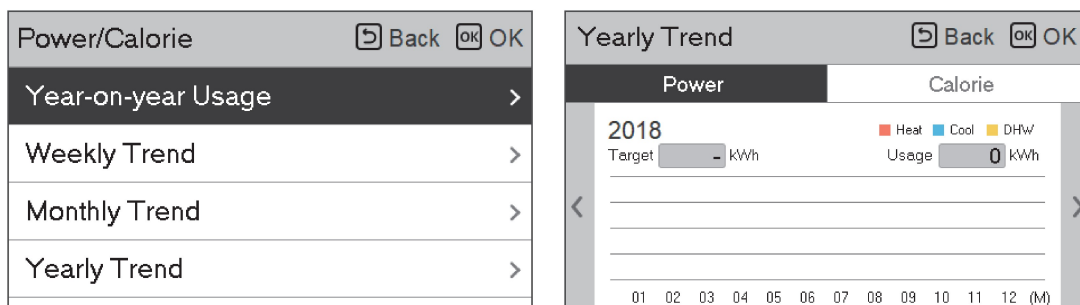 Power/Calorie Back OK OK
Year-on-year Usage
Weekly Trend
Monthly Trend
Yearly Trend
Yearly Trend Back OK OK
Power Calorie
2018 Heat Cool DHW
Target - kWh Usage 0 kWh
01 02 03 04 05 06 07 08 09 10 11 12 (M)